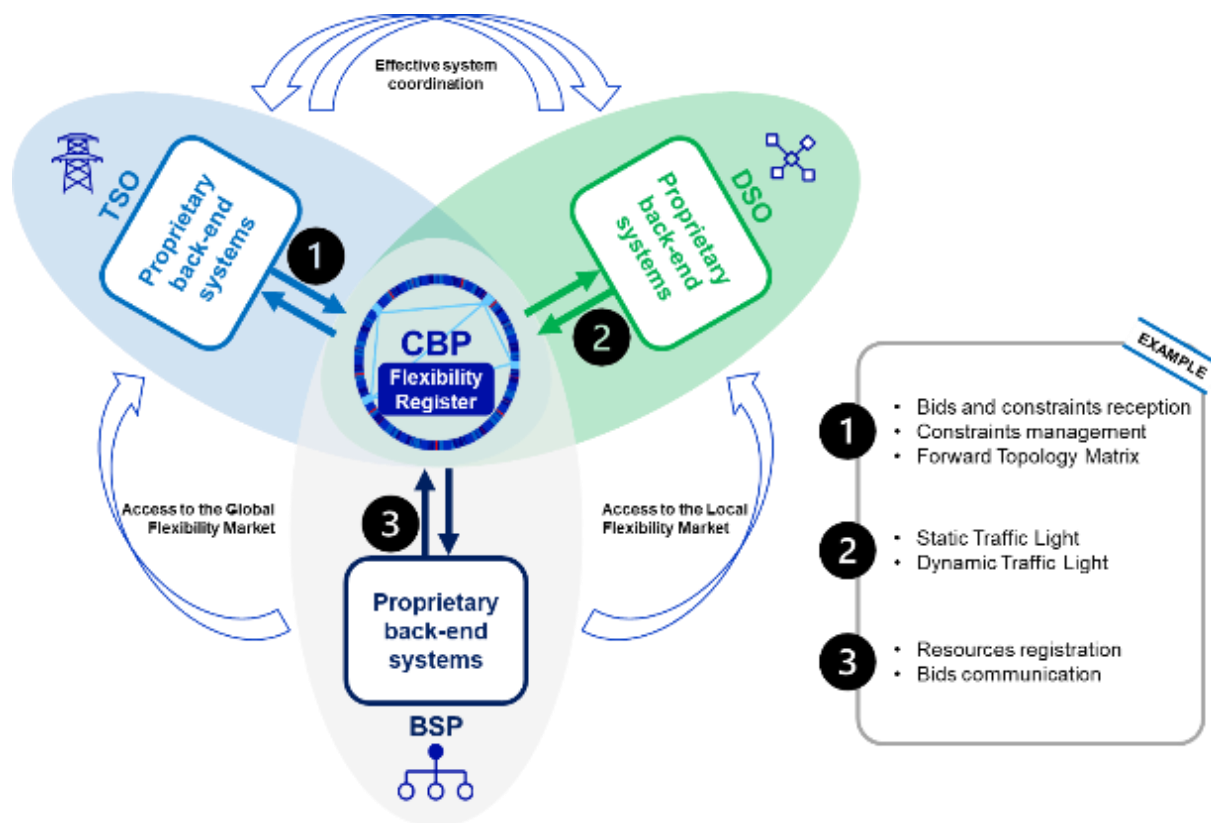 Effective system
coordination
TSO
Proprietary
back-end
systems
1
DSO
Proprietary
back-end
systems
2
CBP
Flexibility
Register
Access to the Global
Flexibility Market
3
Access to the Local
Flexibility Market
Proprietary
back-end
systems
BSP
EXAMPLE
1
• Bids and constraints reception
• Constraints management
• Forward Topology Matrix
2
• Static Traffic Light
• Dynamic Traffic Light
3
• Resources registration
• Bids communication